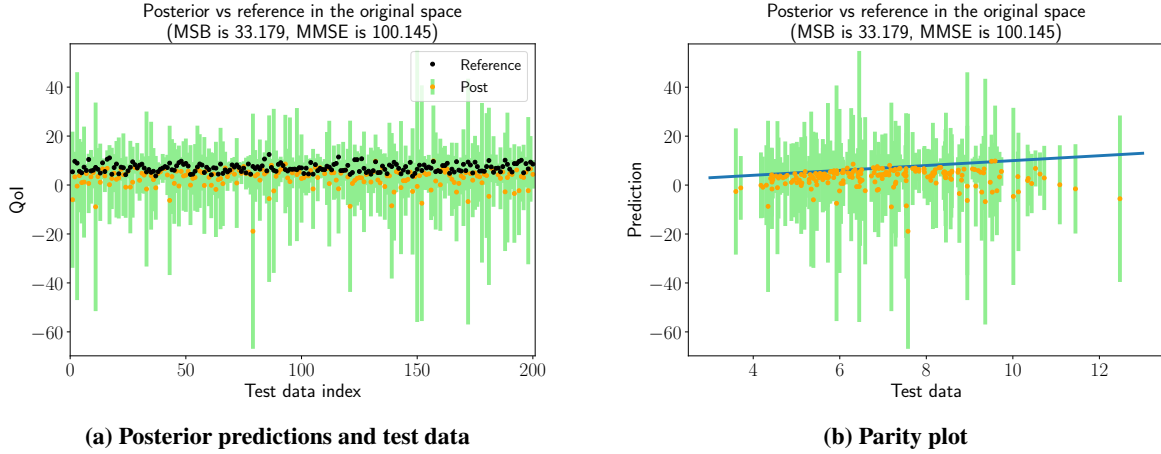 Posterior vs reference in the original space
(MSB is 33.179, MMSE is 100.145)
Reference
Post
40
20
0
−20
−40
−60
QoI
0
50
100
150
200
Test data index
(a) Posterior predictions and test data
Posterior vs reference in the original space
(MSB is 33.179, MMSE is 100.145)
40
20
0
−20
−40
−60
Prediction
4
6
8
10
12
Test data
(b) Parity plot